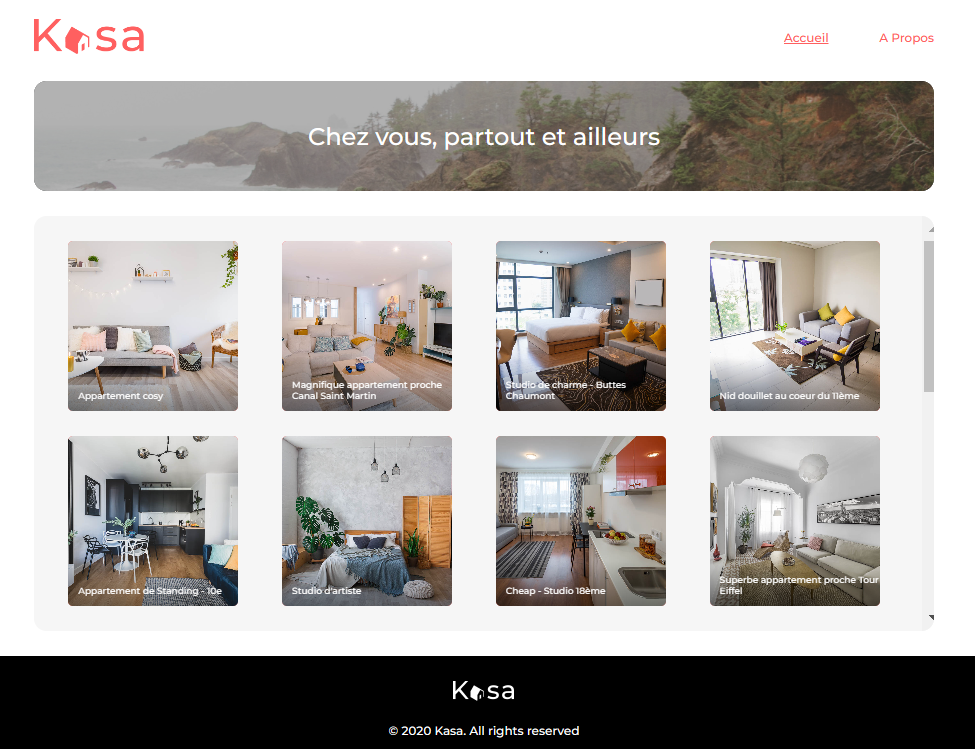 Kasa
Accueil
A Propos
Chez vous, partout et ailleurs
Appartement cosy
Magnifique appartement proche
Canal Saint Martin
Studio de charme - Buttes
Chaumont
Nid douillet au coeur du 11ème
Appartement de Standing - 10e
Studio d'artiste
Cheap - Studio 18ème
Superbe appartement proche Tour
Eiffel
Kasa
© 2020 Kasa. All rights reserved